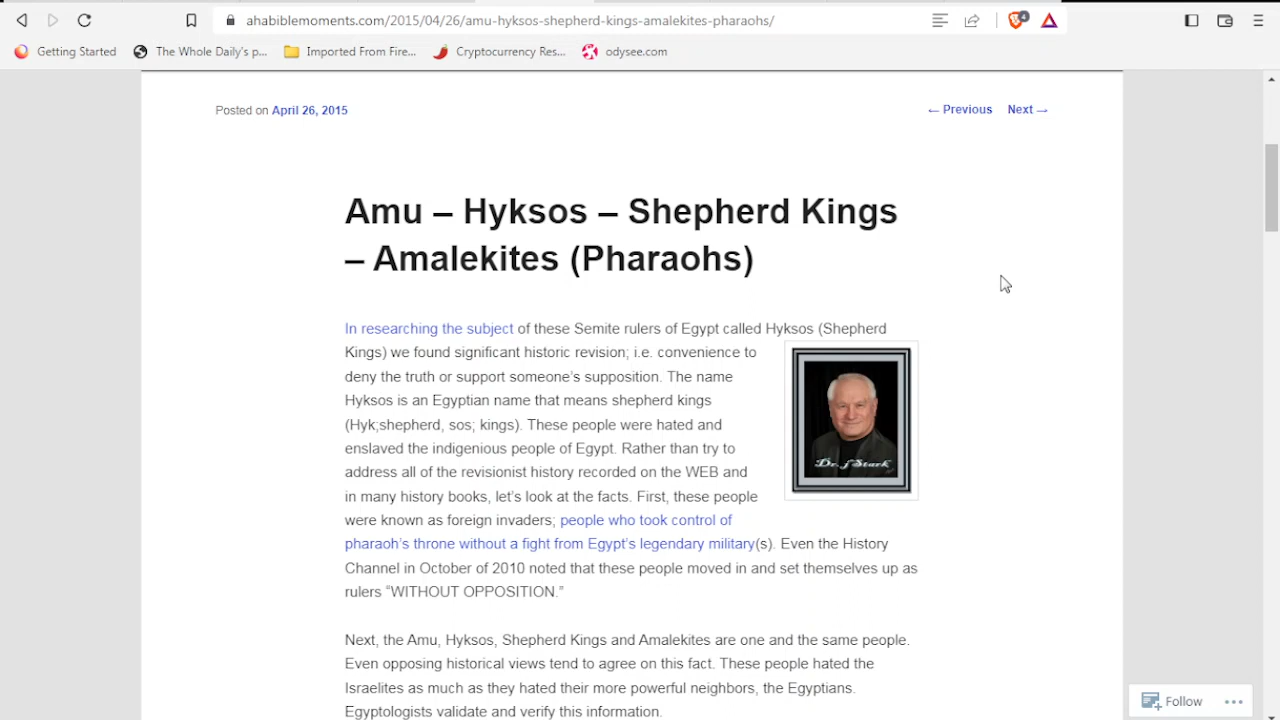 ahabiblemoments.com/2015/04/26/amu-hyksos-shepherd-kings-amalekites-pharaohs/
4
Getting Started
The Whole Daily's p...
Imported From Fire...
Cryptocurrency Res...
odysee.com
Posted on April 26, 2015
← Previous Next →
Amu – Hyksos – Shepherd Kings
– Amalekites (Pharaohs)
In researching the subject of these Semite rulers of Egypt called Hyksos (Shepherd
Kings) we found significant historic revision; i.e. convenience to
deny the truth or support someone's supposition. The name
Hyksos is an Egyptian name that means shepherd kings
(Hyk;shepherd, sos; kings). These people were hated and
enslaved the indigenious people of Egypt. Rather than try to
address all of the revisionist history recorded on the WEB and
in many history books, let's look at the facts. First, these people
were known as foreign invaders; people who took control of
pharaoh's throne without a fight from Egypt's legendary military(s). Even the History
Channel in October of 2010 noted that these people moved in and set themselves up as
rulers “WITHOUT OPPOSITION.”
Dr. J Stark
Next, the Amu, Hyksos, Shepherd Kings and Amalekites are one and the same people.
Even opposing historical views tend to agree on this fact. These people hated the
Israelites as much as they hated their more powerful neighbors, the Egyptians.
Egyptologists validate and verify this information.
Follow